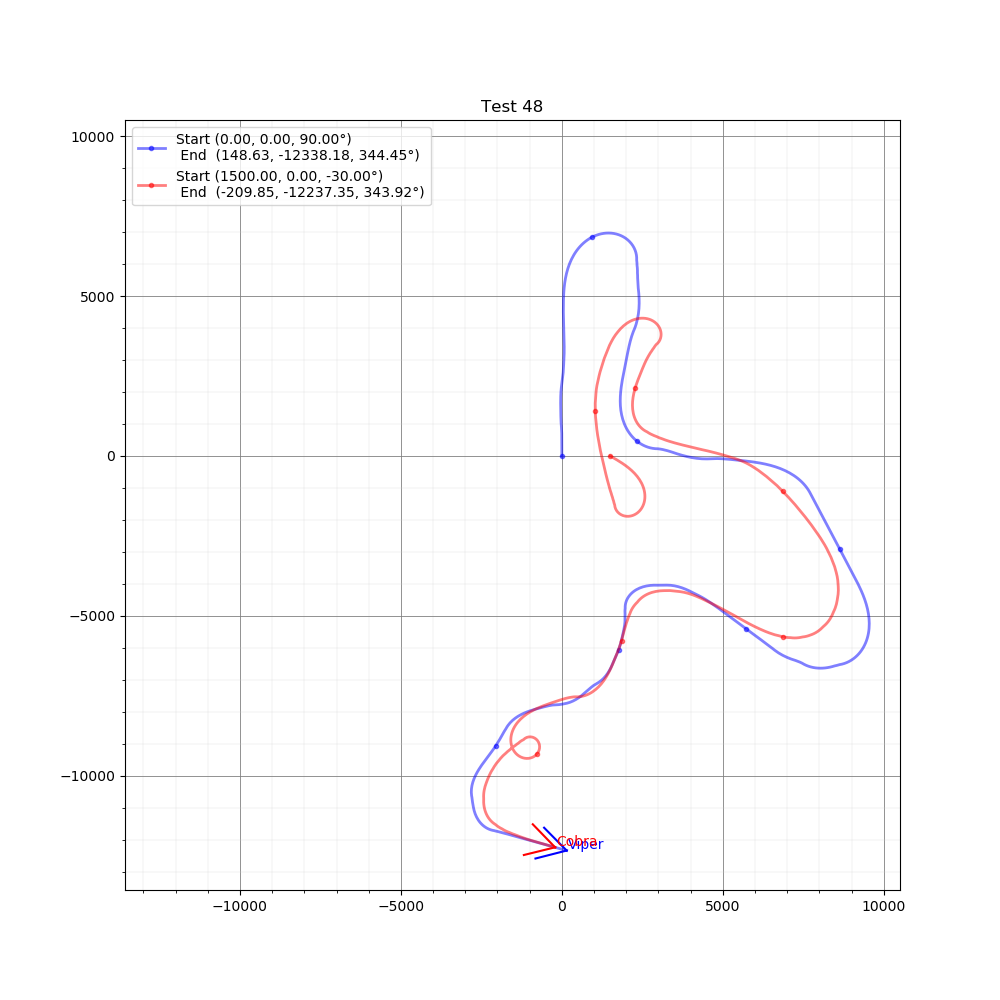 Test 48
Start (0.00, 0.00, 90.00°)
End  (148.63, -12338.18, 344.45°)
Start (1500.00, 0.00, -30.00°)
End  (-209.85, -12237.35, 343.92°)
10000
5000
0
−5000
−10000
Cobra
Viper
−10000
−5000
0
5000
10000